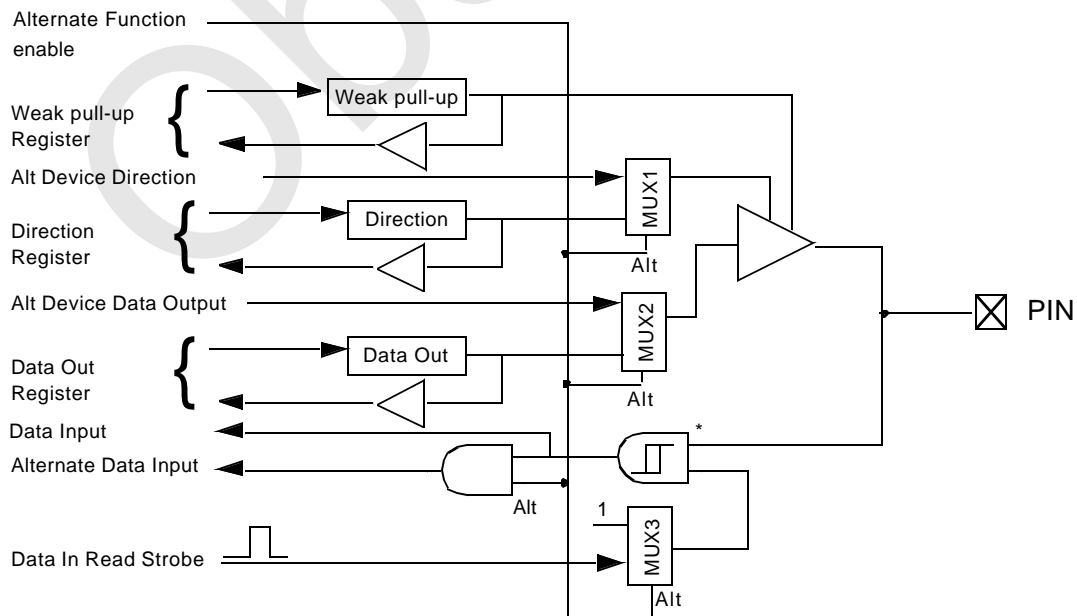 Alternate Function
enable
Weak pull-up
Weak pull-up
Register
Alt Device Direction
MUX1
Direction
Direction
Register
Alt
Alt Device Data Output
MUX2
PIN
Data Out
Data Out
Register
Alt
Data Input
*
Alternate Data Input
Alt
1
MUX3
Data In Read Strobe
Alt